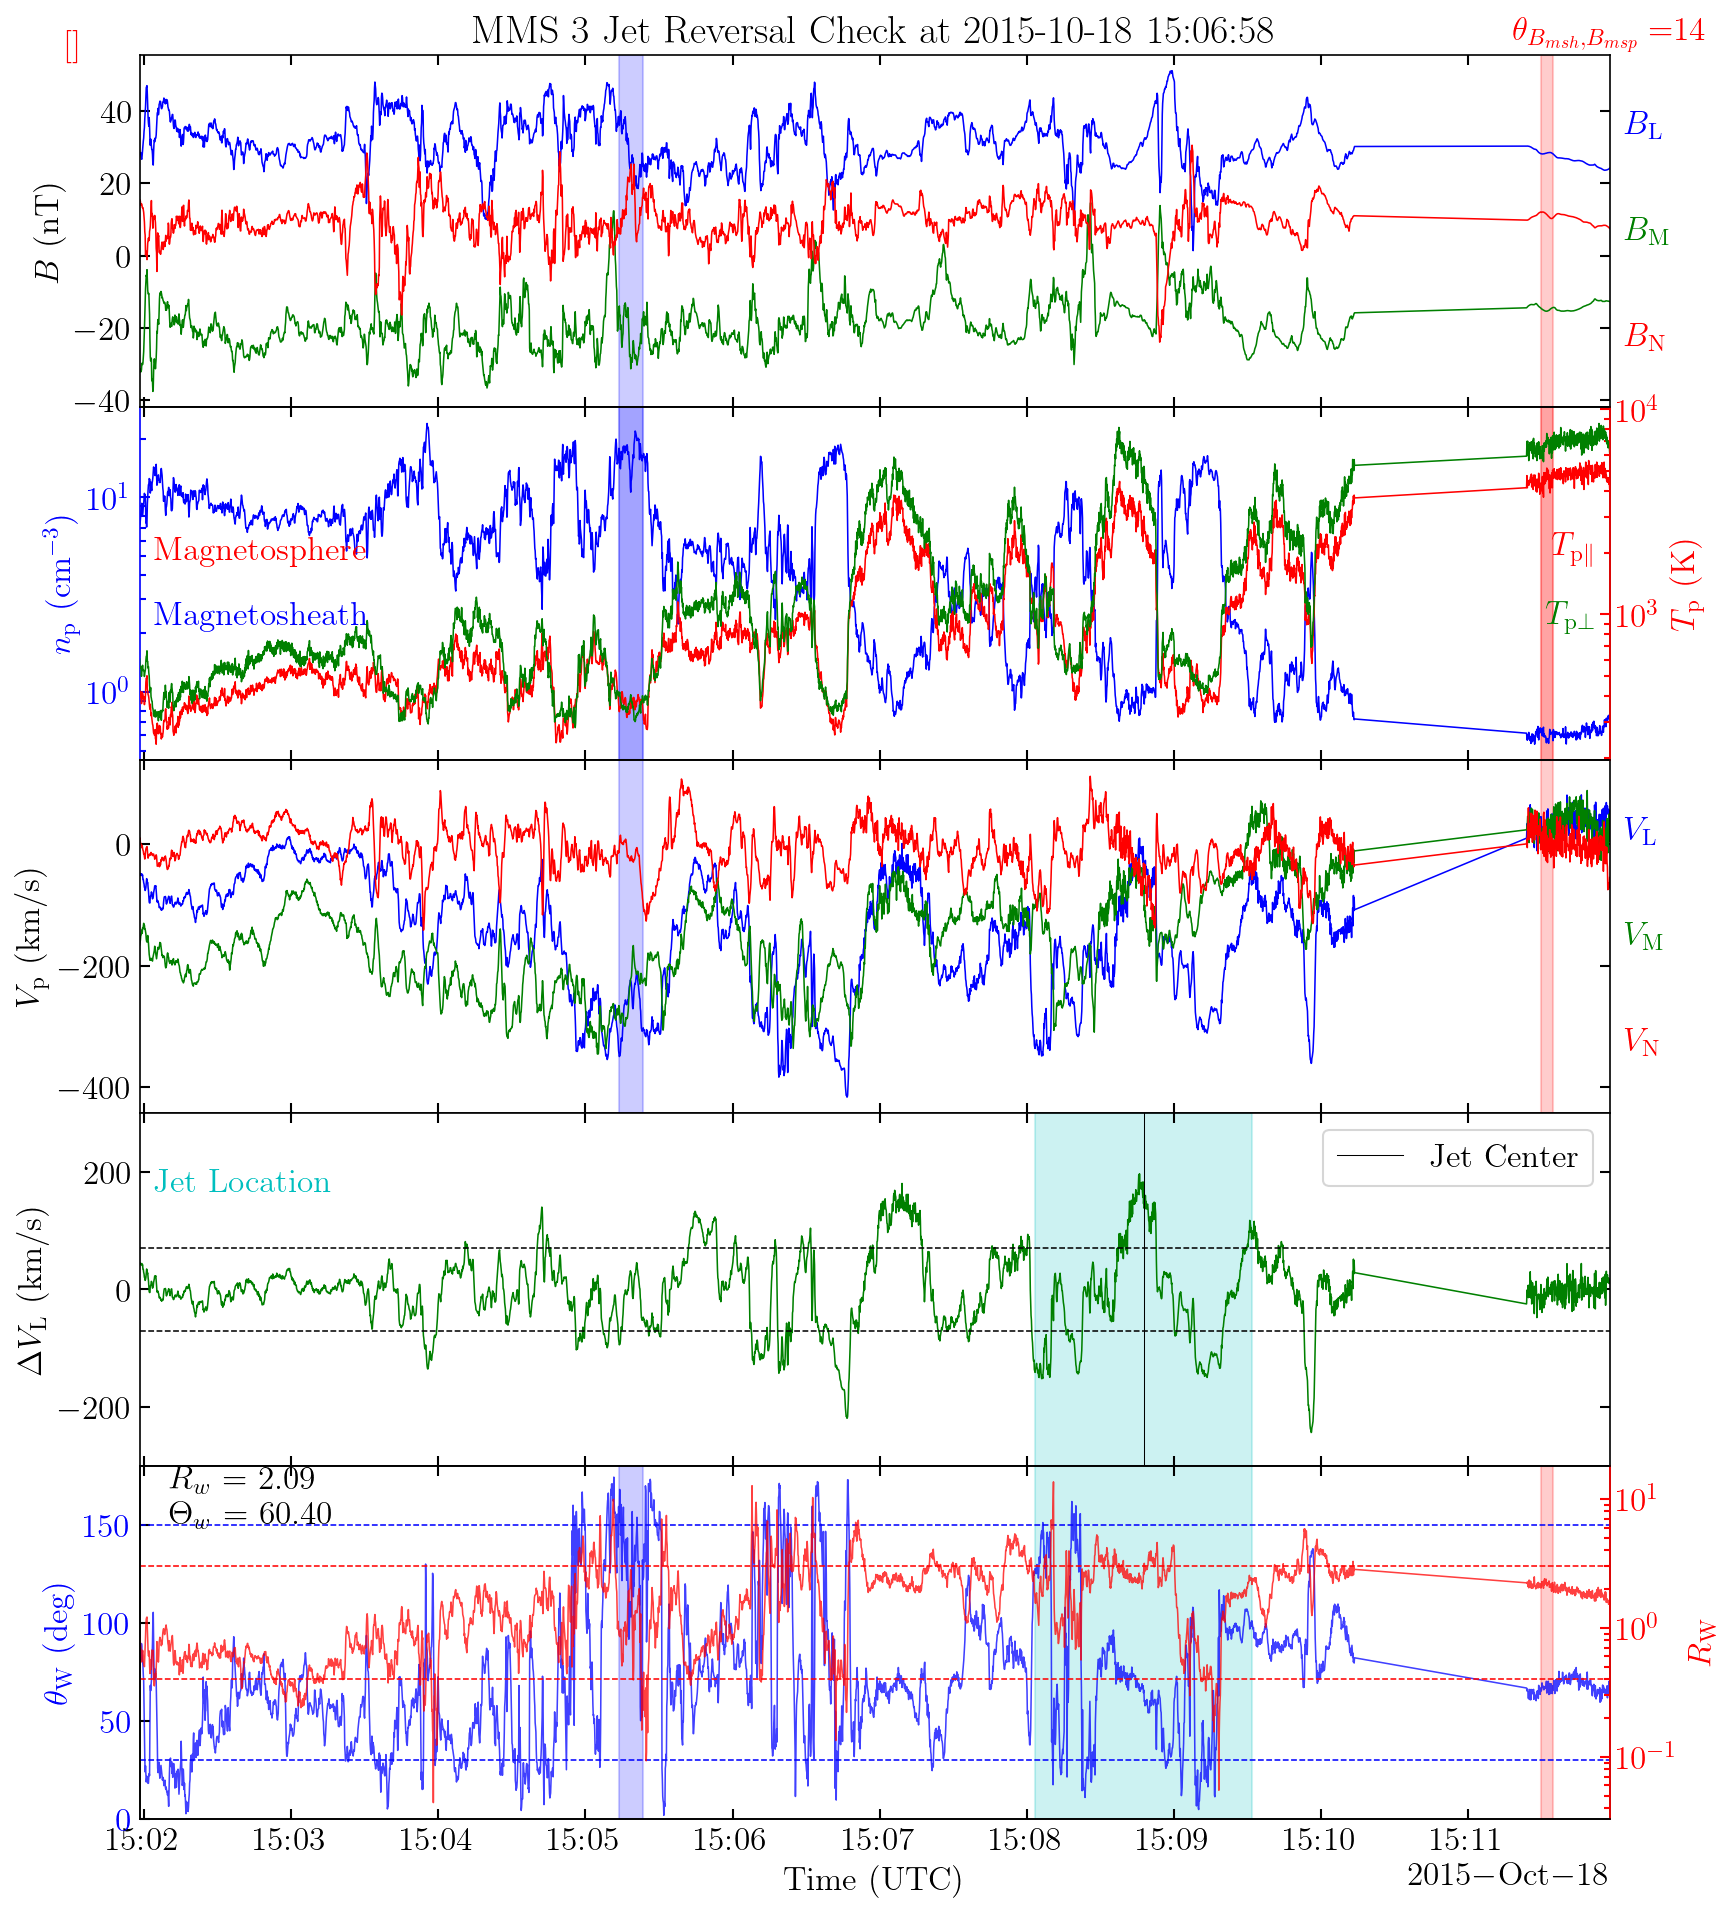 MMS 3 Jet Reversal Check at 2015-10-18 15:06:58
[]
θ_{B_{msh},B_{msp}} =14
B (nT)
40
20
0
−20
−40
B_L
B_M
B_N
n_p (cm^{−3})
10^1
10^0
Magnetosphere
Magnetosheath
10^4
10^3
T_{p∥}
T_{p⊥}
T_p (K)
V_p (km/s)
0
−200
−400
V_L
V_M
V_N
ΔV_L (km/s)
200
0
−200
Jet Location
Jet Center
R_w = 2.09
Θ_w = 60.40
θ_W (deg)
150
100
50
0
10^1
10^0
10^{−1}
R_W
15:02 15:03 15:04 15:05 15:06 15:07 15:08 15:09 15:10 15:11
Time (UTC)
2015−Oct−18